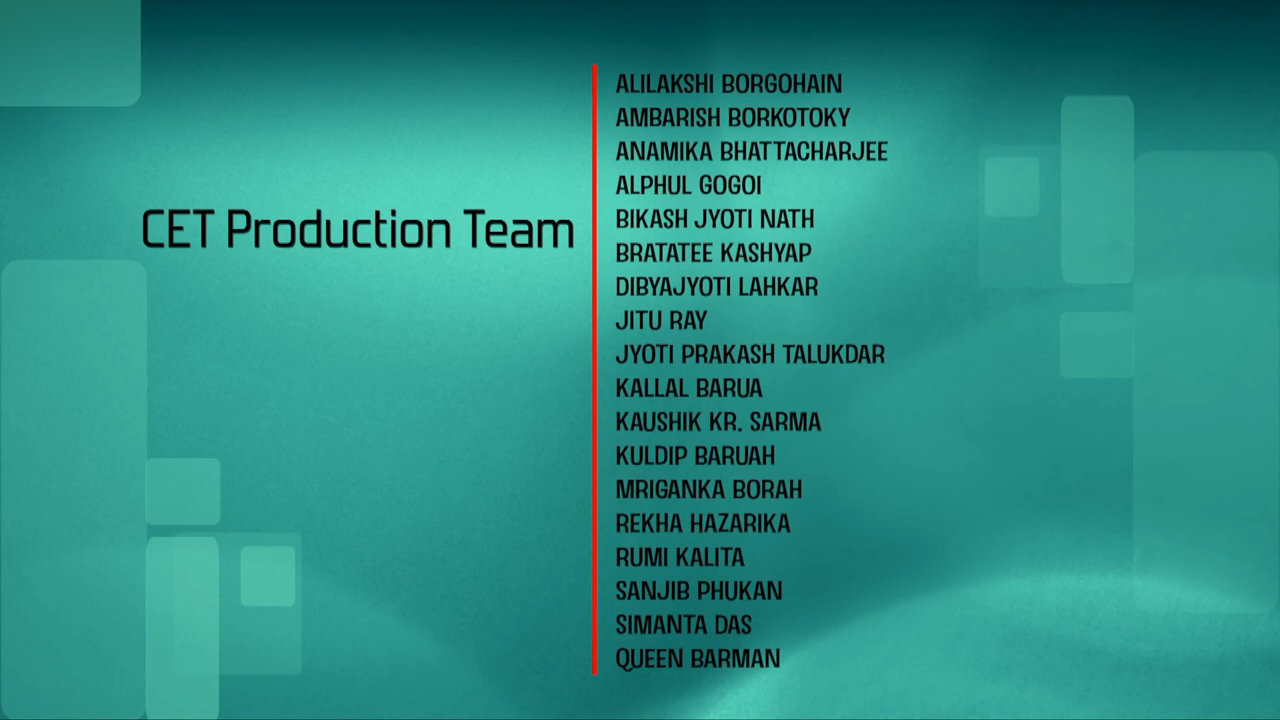 CET Production Team
ALILAKSHI BORGOHAIN
AMBARISH BORKOTOKY
ANAMIKA BHATTACHARJEE
ALPHUL GOGOI
BIKASH JYOTI NATH
BRATATEE KASHYAP
DIBYAJYOTI LAHKAR
JITU RAY
JYOTI PRAKASH TALUKDAR
KALLAL BARUA
KAUSHIK KR. SARMA
KULDIP BARUAH
MRIGANKA BORAH
REKHA HAZARIKA
RUMI KALITA
SANJIB PHUKAN
SIMANTA DAS
QUEEN BARMAN